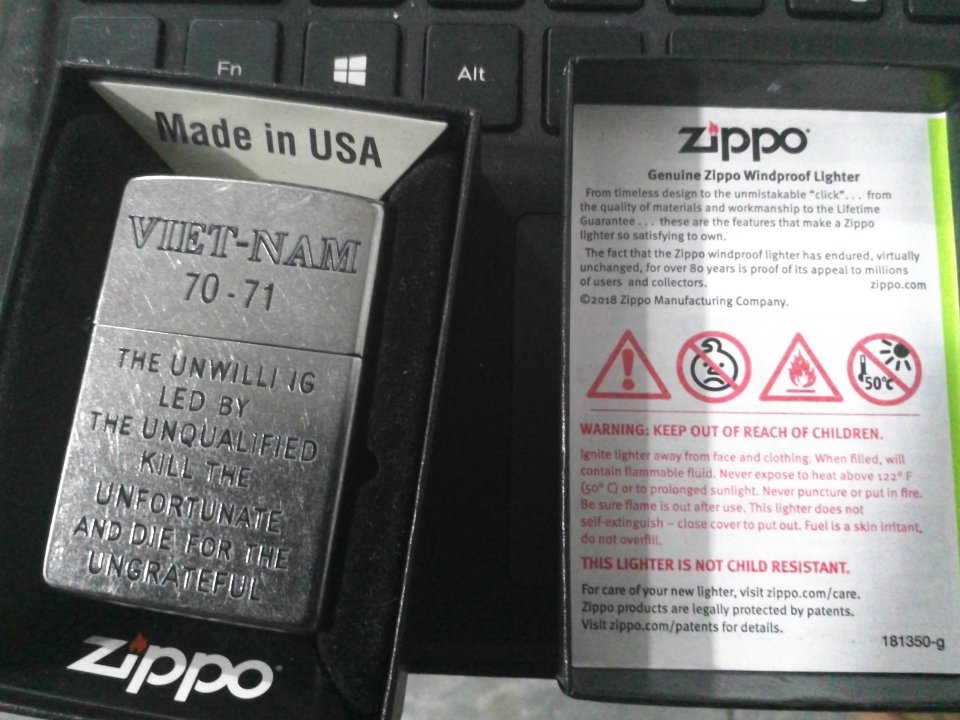 Fn
Alt
Made in USA
VIIET-NAM
70 - 71
THE UNWILLI IG
LED BY
THE UNQUALIFIED
KILL THE
UNFORTUNATE
AND DIE FOR THE
UNGRATEFUL
zippo
zippo
Genuine Zippo Windproof Lighter
From timeless design to the unmistakable “click”. . . from
the quality of materials and workmanship to the Lifetime
Guarantee . . . these are the features that make a Zippo
lighter so satisfying to own.
The fact that the Zippo windproof lighter has endured, virtually
unchanged, for over 80 years is proof of its appeal to millions
of users and collectors. zippo.com
©2018 Zippo Manufacturing Company.
50°C
WARNING: KEEP OUT OF REACH OF CHILDREN.
Ignite lighter away from face and clothing. When filled, will
contain flammable fluid. Never expose to heat above 122° F
(50° C) or to prolonged sunlight. Never puncture or put in fire.
Be sure flame is out after use. This lighter does not
self-extinguish – close cover to put out. Fuel is a skin irritant,
do not overfill.
THIS LIGHTER IS NOT CHILD RESISTANT.
For care of your new lighter, visit zippo.com/care.
Zippo products are legally protected by patents.
Visit zippo.com/patents for details.
181350-g